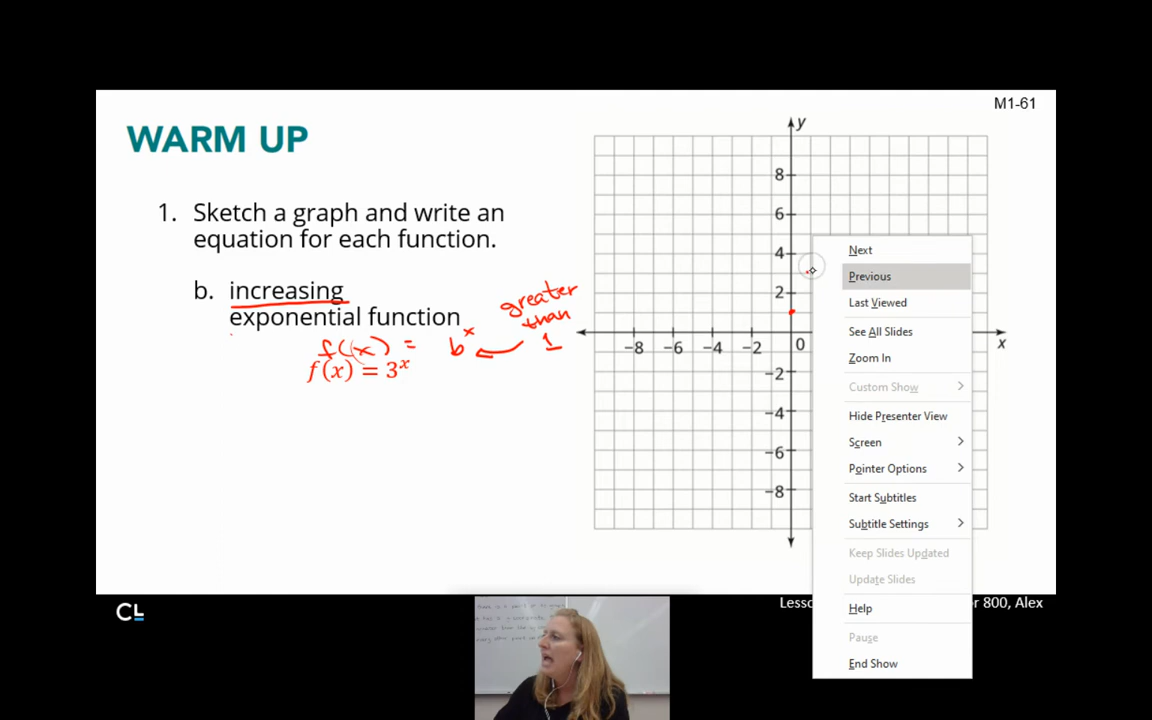 M1-61
WARM UP
1. Sketch a graph and write an
equation for each function.
b. increasing
exponential function
greater
than
1
f(x) = b^x
f(x) = 3^x
y
8
6
4
2
−8 −6 −4 −2 0
x
−2
−4
−6
−8
Next
Previous
Last Viewed
See All Slides
Zoom In
Custom Show
Hide Presenter View
Screen
Pointer Options
Start Subtitles
Subtitle Settings
Keep Slides Updated
Update Slides
Help
Pause
End Show
CL
Lesso
r 800, Alex